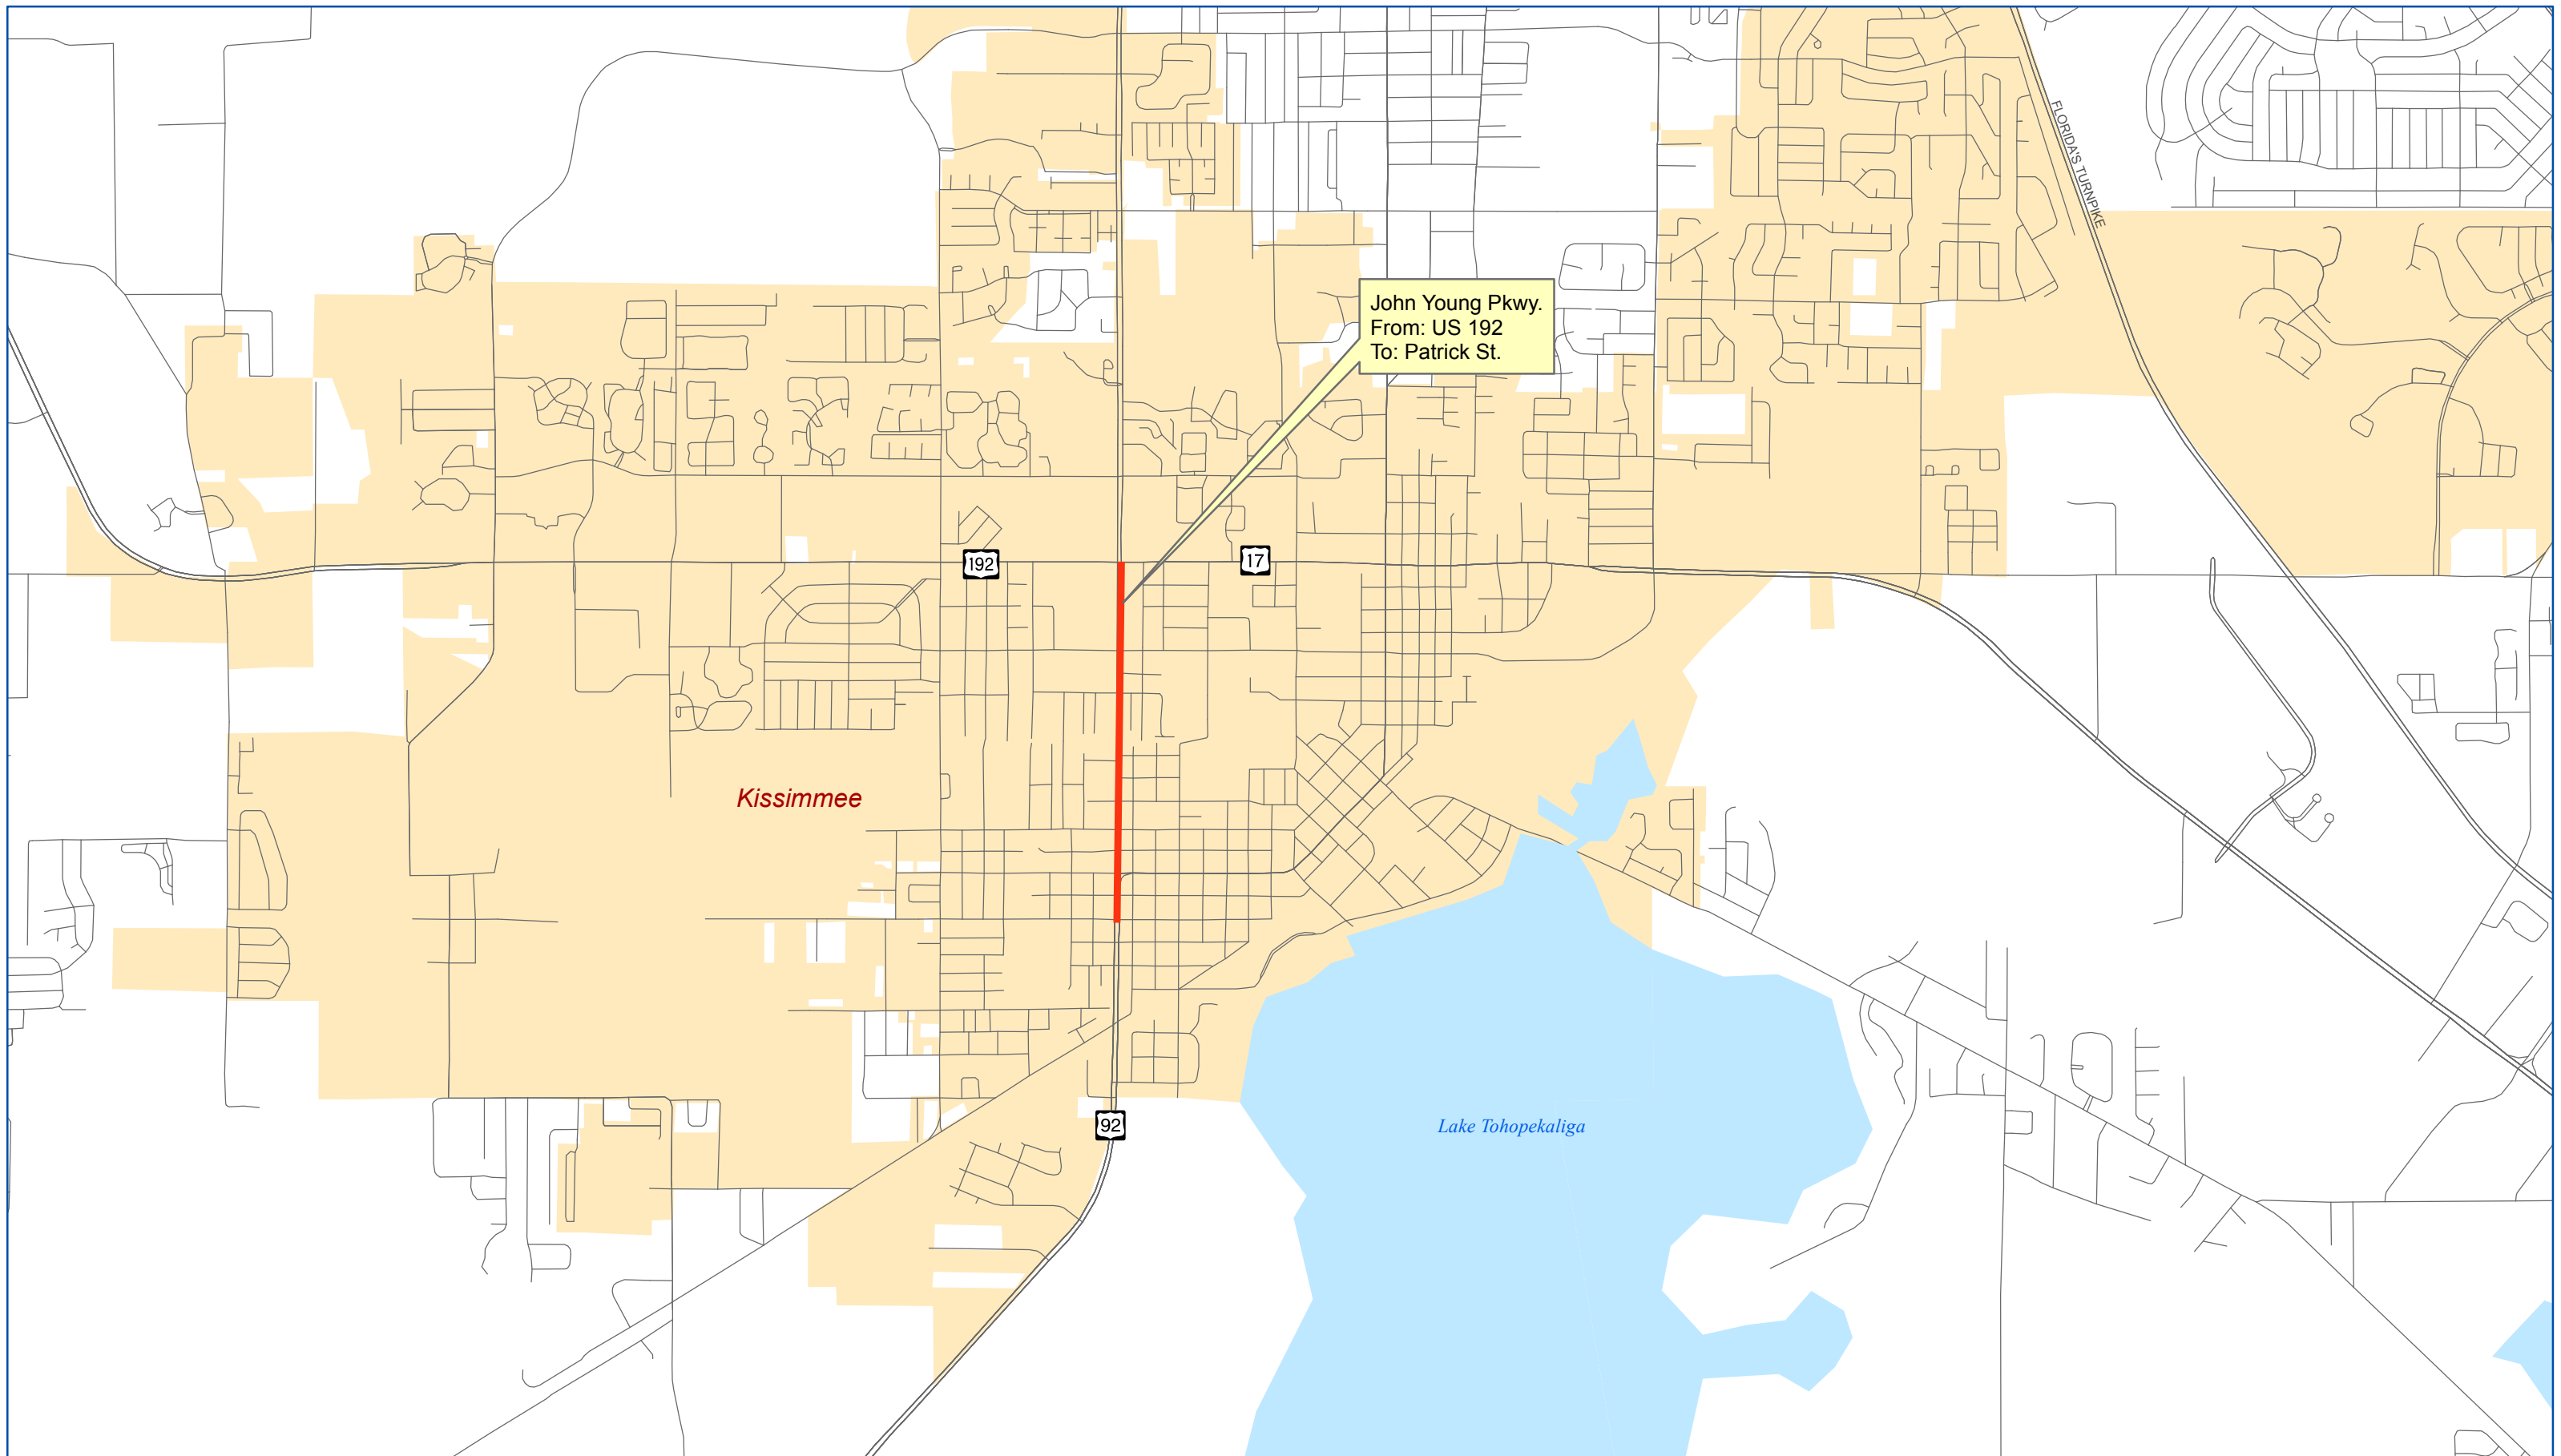 FLORIDA'S TURNPIKE
John Young Pkwy.
From: US 192
To: Patrick St.
192
17
Kissimmee
92
Lake Tohopekaliga